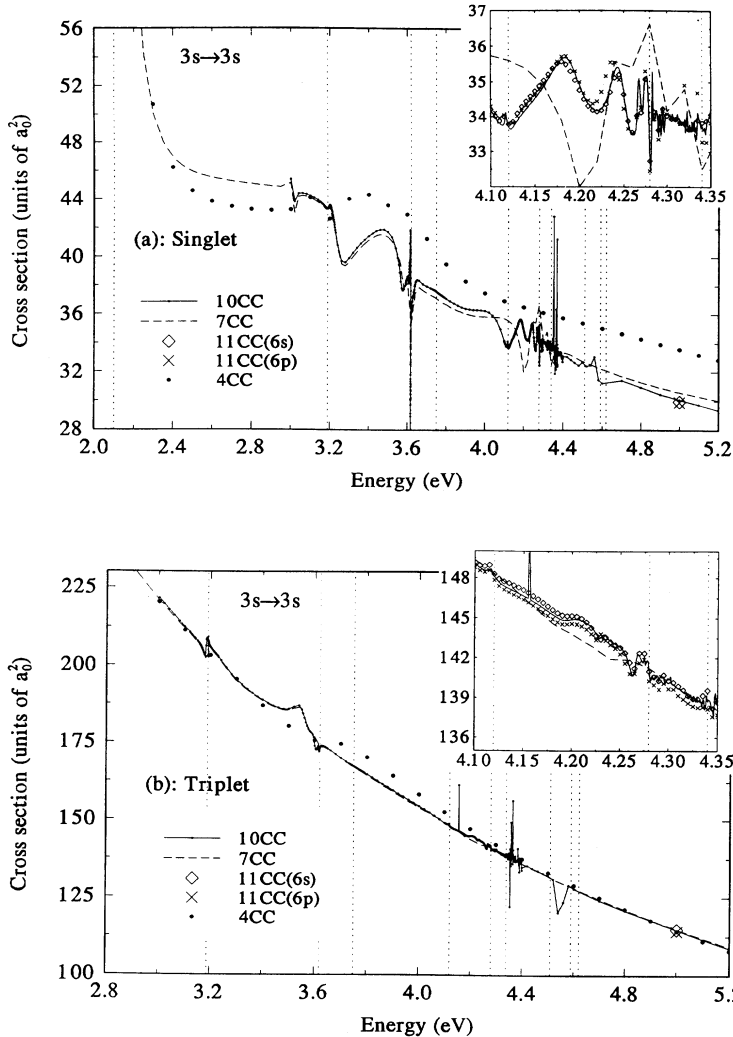 56
52
48
44
40
36
32
28
Cross section (units of a₀²)
3s→3s
(a): Singlet
10CC
7CC
11CC(6s)
11CC(6p)
4CC
2.0 2.4 2.8 3.2 3.6 4.0 4.4 4.8 5.2
Energy (eV)
37
36
35
34
33
32
4.10 4.15 4.20 4.25 4.30 4.35
225
200
175
150
125
100
Cross section (units of a₀²)
3s→3s
(b): Triplet
10CC
7CC
11CC(6s)
11CC(6p)
4CC
2.8 3.2 3.6 4.0 4.4 4.8 5.
Energy (eV)
148
145
142
139
136
4.10 4.15 4.20 4.25 4.30 4.35